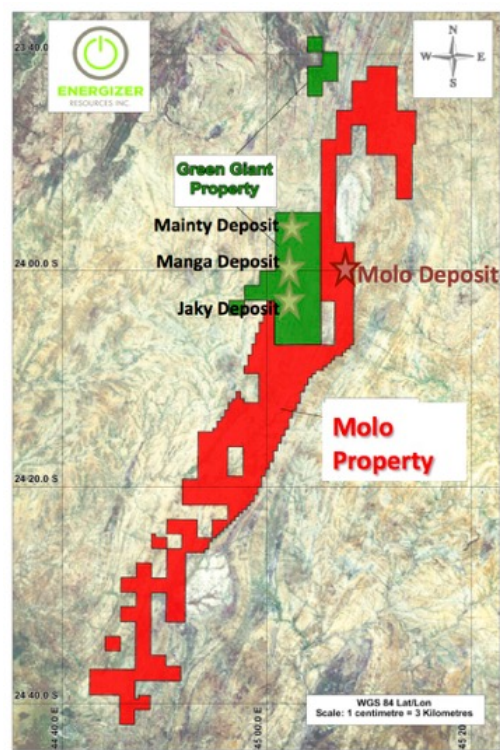 23:40.0 S
ENERGIZER
RESOURCES INC.
N
W E
S
Green Giant
Property
Mainty Deposit
Manga Deposit
24 00.0 S
Molo Deposit
Jaky Deposit
Molo
Property
24 20.0 S
24 40.0 S
WGS 84 Lat/Lon
Scale: 1 centimetre = 3 Kilometres
44:40.0 E
45 00.0 E
45 20